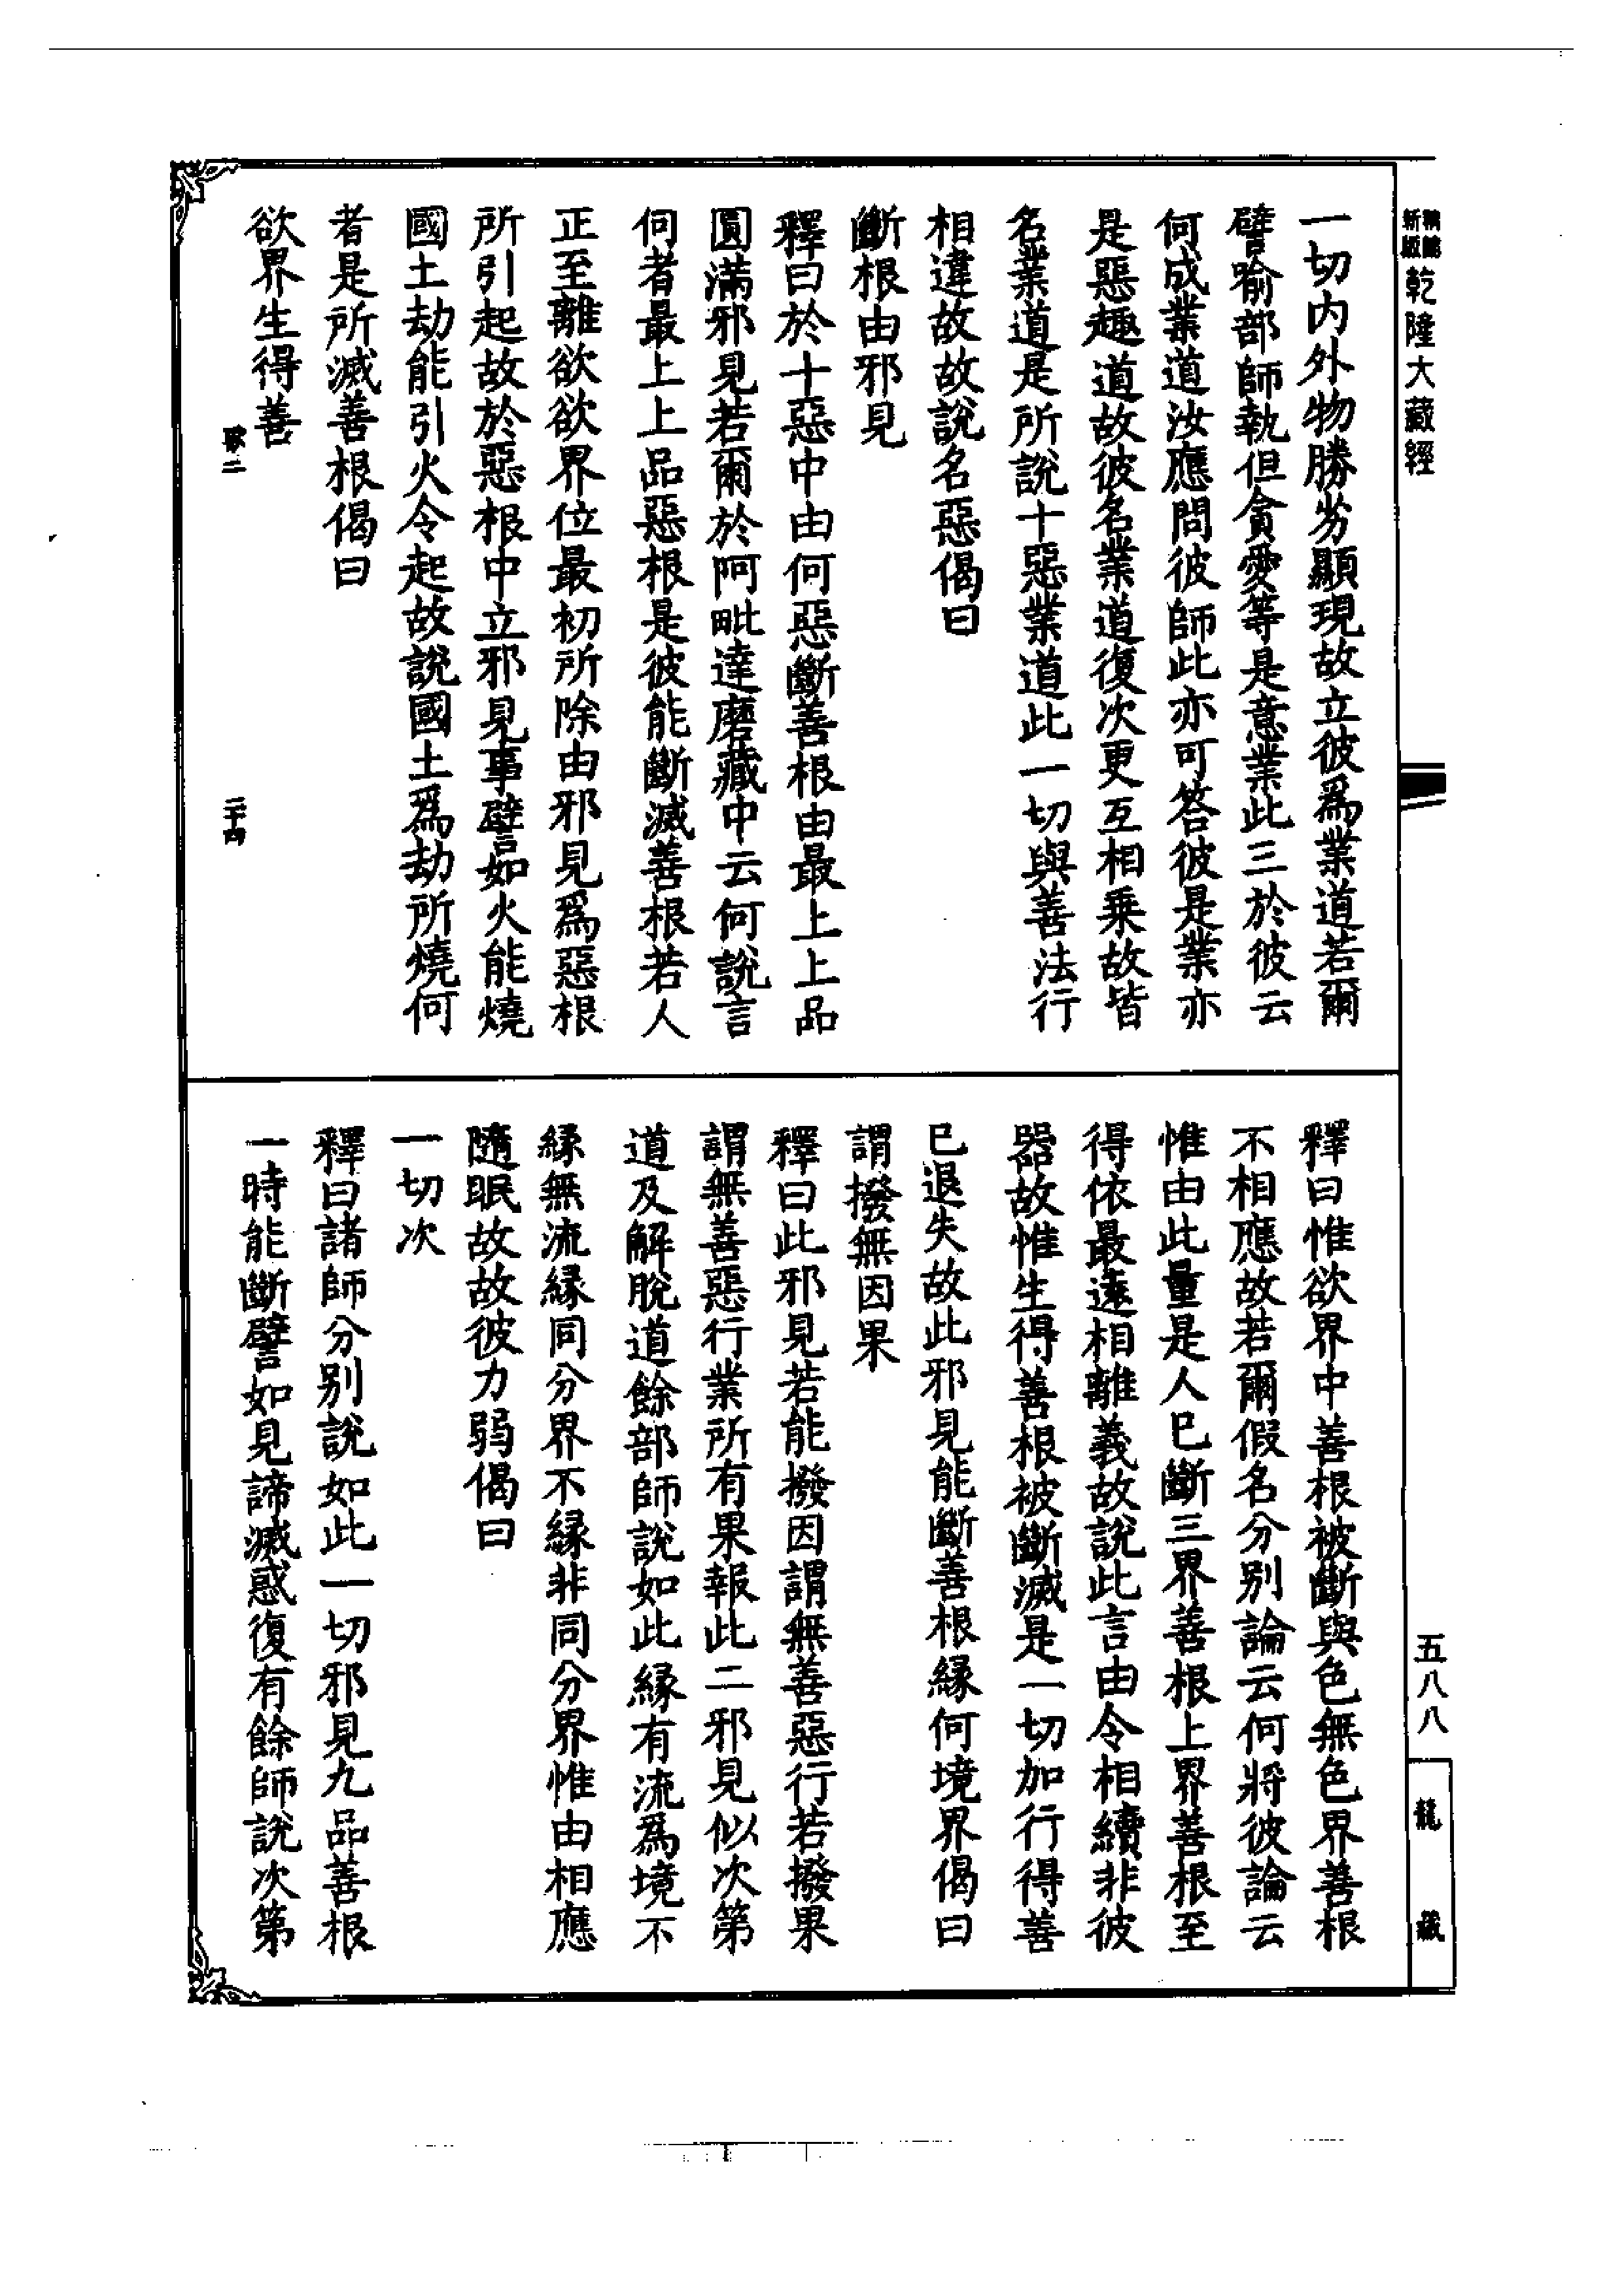 新版
精縮
乾隆大藏經
一切內外物勝劣顯現故立彼爲業道若爾
譬喻部師執但貪愛等是意業此三於彼云
何成業道汝應問彼師此亦可答彼是業亦
是惡趣道故彼名業道復次更互相乘故皆
名業道是所說十惡業道此一切與善法行
相違故故說名惡偈曰
斷根由邪見
釋曰於十惡中由何惡斷善根由最上上品
圓滿邪見若爾於阿毗達磨藏中云何說言
何者最上上品惡根是彼能斷滅善根若人
正至離欲欲界位最初所除由邪見爲惡根
所引起故於惡根中立邪見事譬如火能燒
國土劫能引火令起故說國土爲劫所燒何
者是所滅善根偈曰
欲界生得善
二十四
釋曰惟欲界中善根被斷與色無色界善根
不相應故若爾假名分別論云何將彼論云
惟由此量是人已斷三界善根上界善根至
得依最遠相離義故說此言由令相續非彼
器故惟生得善根被斷滅是一切加行得善
已退失故此邪見能斷善根緣何境界偈曰
謂撥無因果
釋曰此邪見若能撥因謂無善惡行若撥果
謂無善惡行業所有果報此二邪見似次第
道及解脫道餘部師說如此緣有流爲境不
緣無流緣同分界不緣非同分界惟由相應
隨眠故故彼力弱偈曰
一切次
釋曰諸師分別說如此一切邪見九品善根
一時能斷譬如見諦滅惑復有餘師說次第
五八八
龍藏